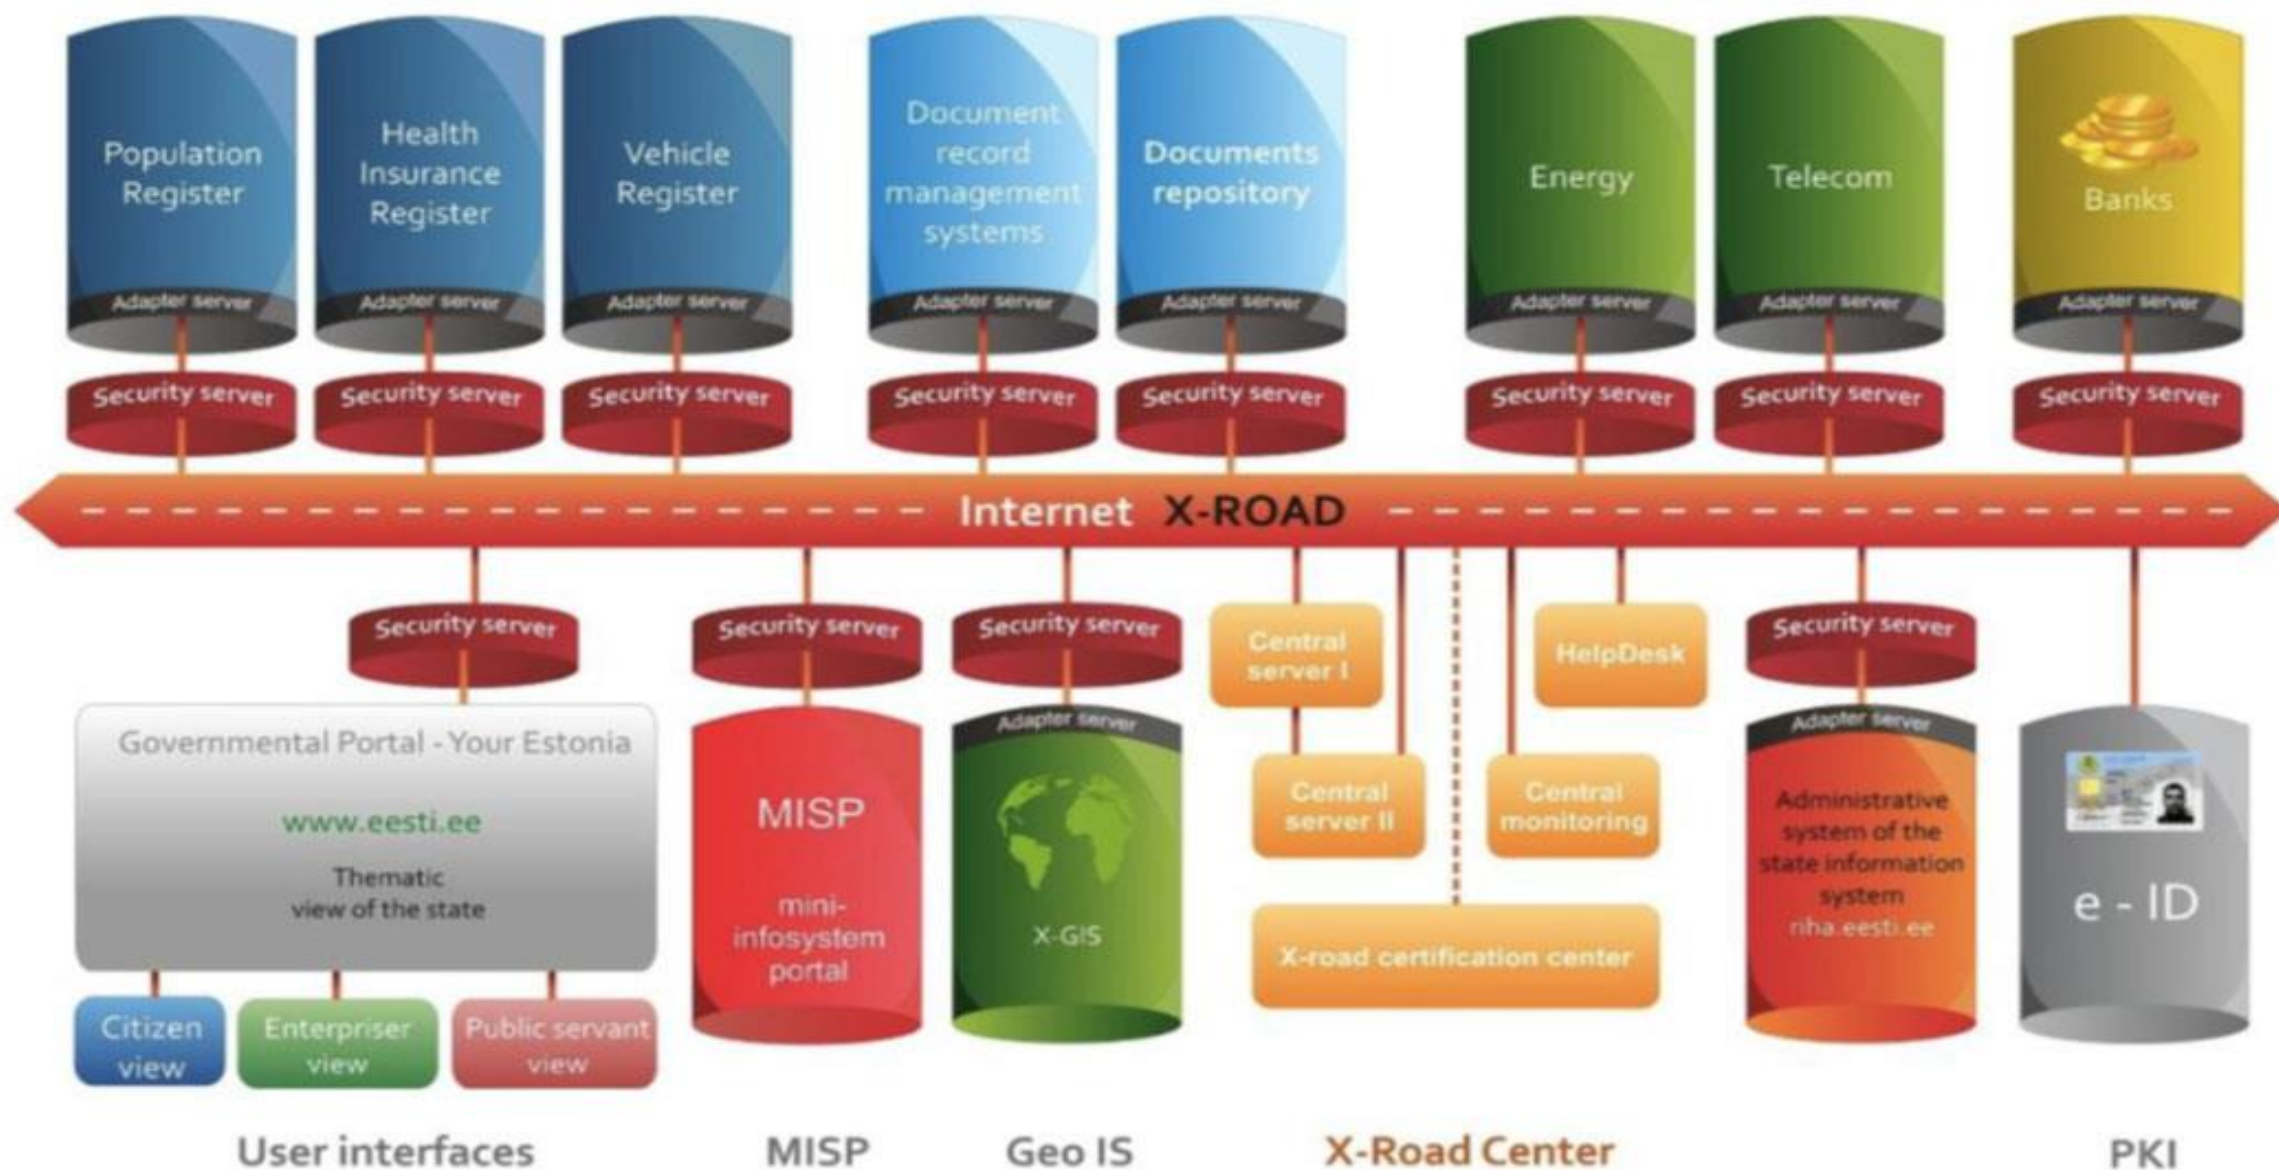 Population
Register
Adapter server
Security server
Health
Insurance
Register
Adapter server
Security server
Vehicle
Register
Adapter server
Security server
Document
record
management
systems
Adapter server
Security server
Documents
repository
Adapter server
Security server
Energy
Adapter server
Security server
Telecom
Adapter server
Security server
Banks
Adapter server
Security server
Internet X-ROAD
Security server
Governmental Portal - Your Estonia
www.eesti.ee
Thematic
view of the state
Citizen
view
Enterpriser
view
Public servant
view
Security server
MISP
mini-
infosystem
portal
Security server
Adapter server
X-GIS
Central
server I
Central
server II
HelpDesk
Central
monitoring
X-road certification center
Security server
Adapter server
Administrative
system of the
state information
system
riha.eesti.ee
e - ID
User interfaces
MISP
Geo IS
X-Road Center
PKI